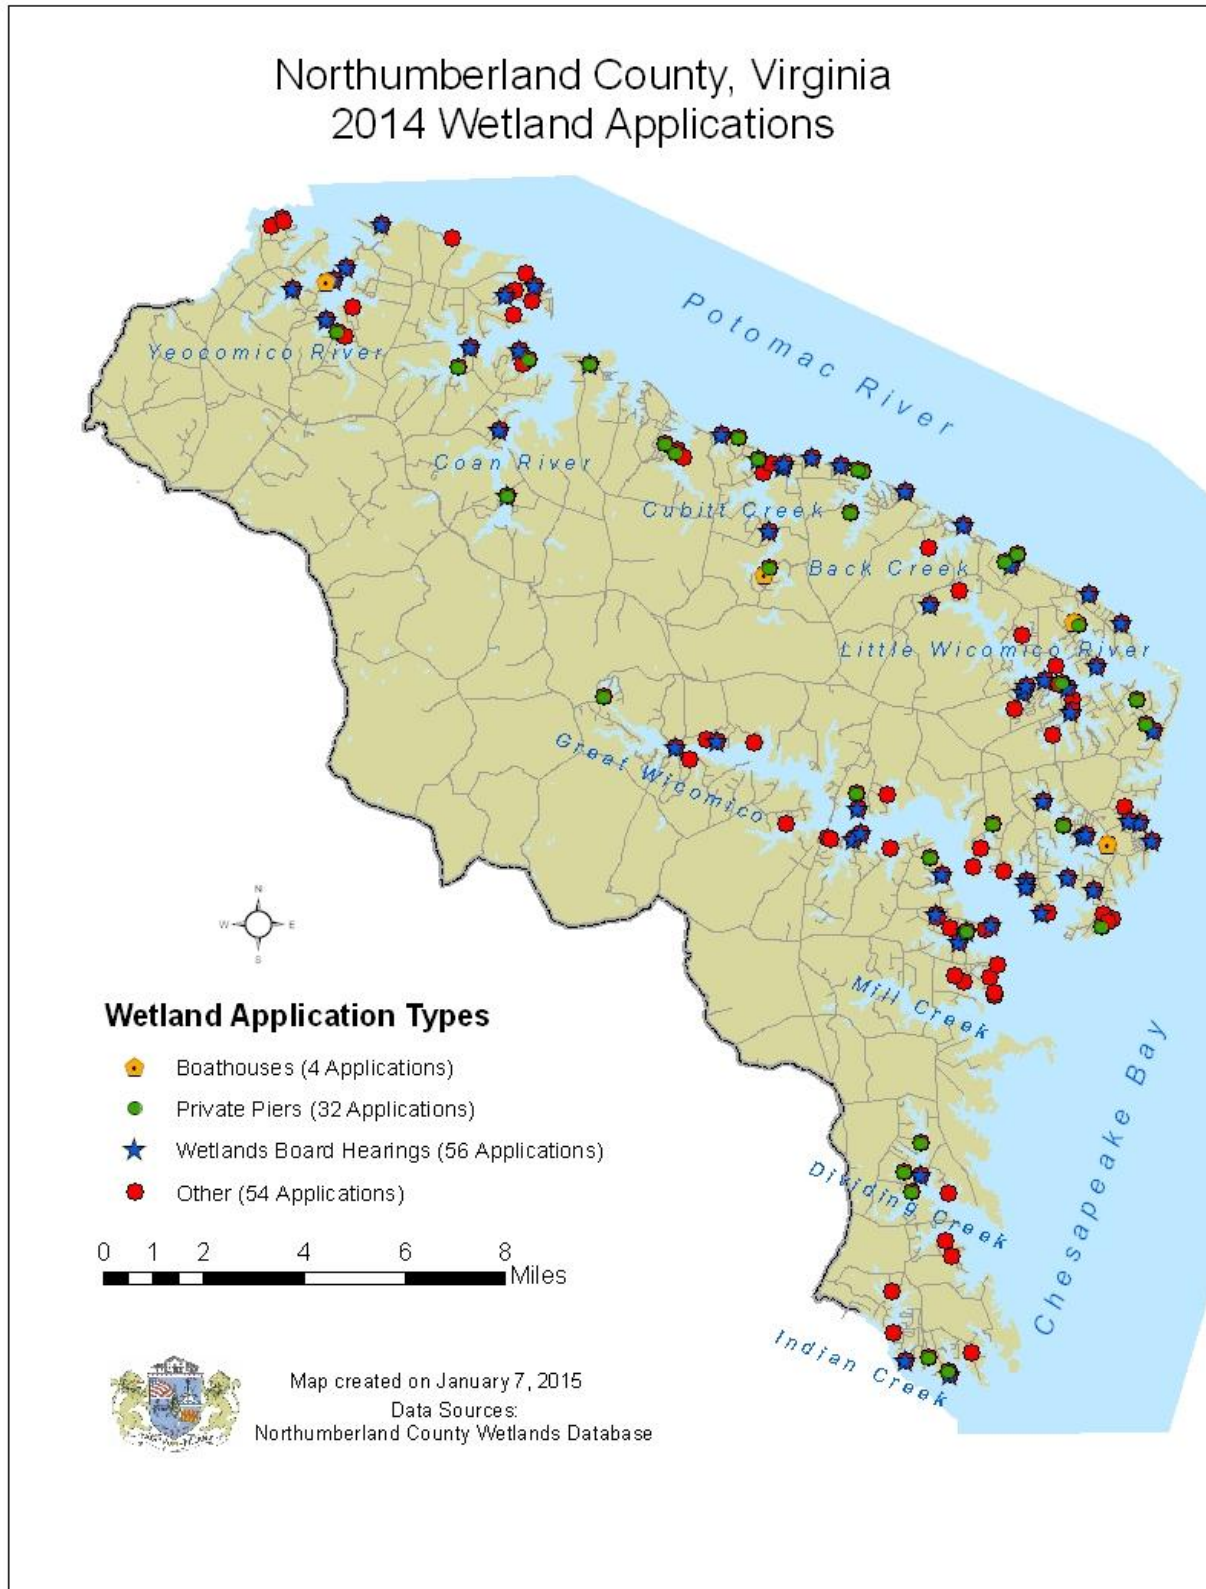 Northumberland County, Virginia
2014 Wetland Applications
Potomac River
Yeocomico River
Coan River
Cubitt Creek
Back Creek
Little Wicomico River
Great Wicomico
N
W
E
S
Mill Creek
Wetland Application Types
Boathouses (4 Applications)
Private Piers (32 Applications)
Wetlands Board Hearings (56 Applications)
Other (54 Applications)
Chesapeake Bay
Dividing Creek
0 1 2 4 6 8
Miles
Indian Creek
Map created on January 7, 2015
Data Sources:
Northumberland County Wetlands Database